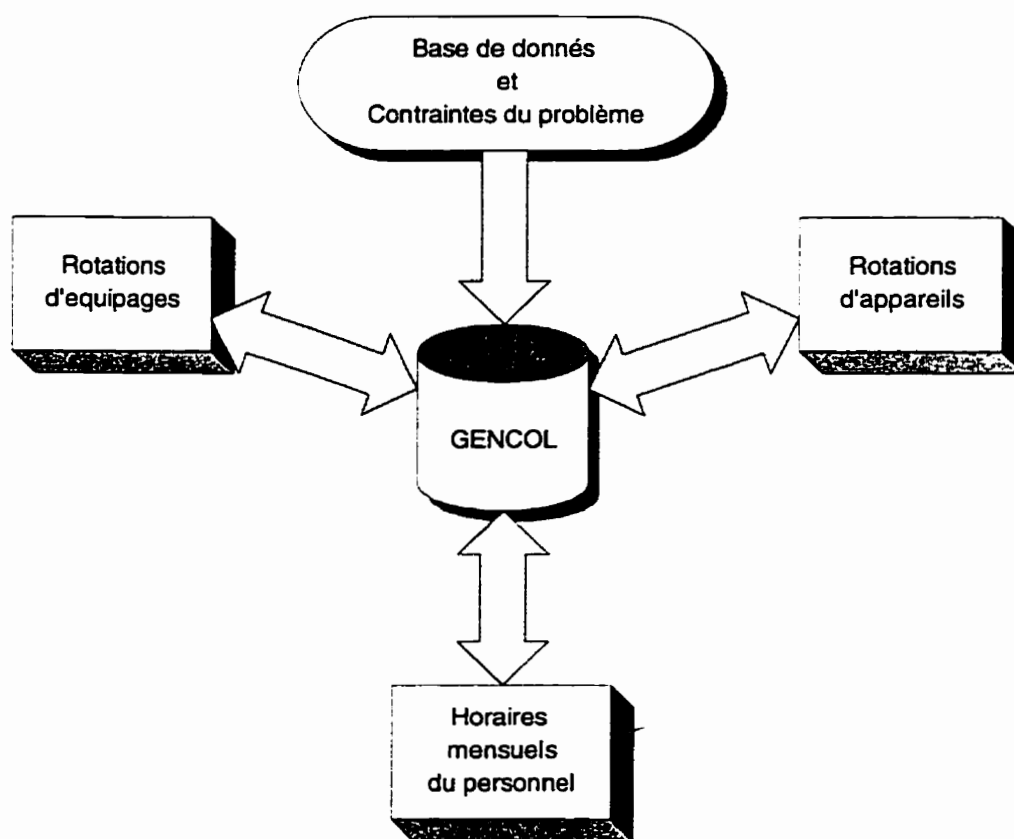 Base de donnés
et
Contraintes du problème
Rotations
d'equipages
Rotations
d'appareils
GENCOL
Horaires
mensuels
du personnel